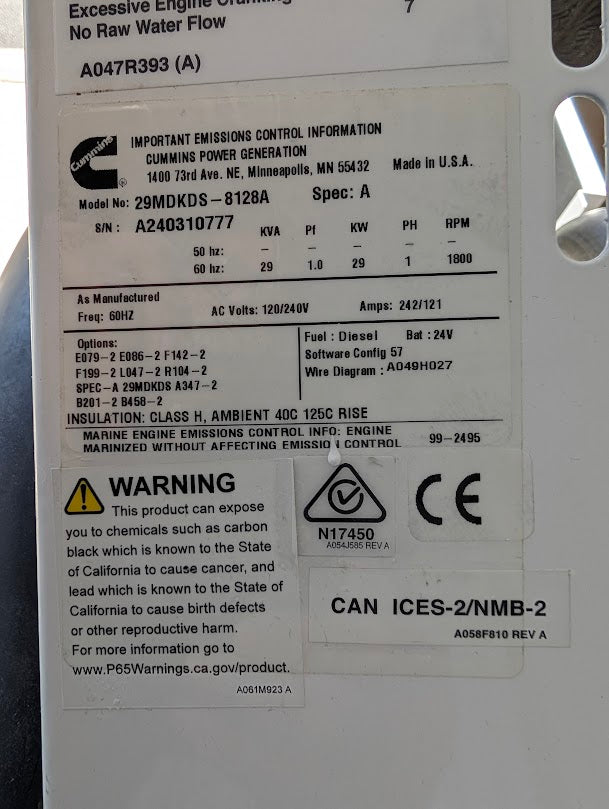 Excessive Engine Cranking
No Raw Water Flow 7
A047R393 (A)
Cummins
IMPORTANT EMISSIONS CONTROL INFORMATION
CUMMINS POWER GENERATION
1400 73rd Ave. NE, Minneapolis, MN 55432 Made in U.S.A.
Model No: 29MDKDS-8128A Spec: A
S/N : A240310777
KVA Pf KW PH RPM
50 hz: – – – – –
60 hz: 29 1.0 29 1 1800
As Manufactured
Freq: 60HZ AC Volts: 120/240V Amps: 242/121
Options:
E079-2 E086-2 F142-2
F199-2 L047-2 R104-2
SPEC-A 29MDKDS A347-2
B201-2 B458-2
Fuel : Diesel Bat : 24V
Software Config 57
Wire Diagram : A049H027
INSULATION: CLASS H, AMBIENT 40C 125C RISE
MARINE ENGINE EMISSIONS CONTROL INFO: ENGINE
MARINIZED WITHOUT AFFECTING EMISSION CONTROL 99-2495
WARNING
This product can expose
you to chemicals such as carbon
black which is known to the State
of California to cause cancer, and
lead which is known to the State of
California to cause birth defects
or other reproductive harm.
For more information go to
www.P65Warnings.ca.gov/product.
A061M923 A
N17450
A054J585 REV A
CE
CAN ICES-2/NMB-2
A058F810 REV A